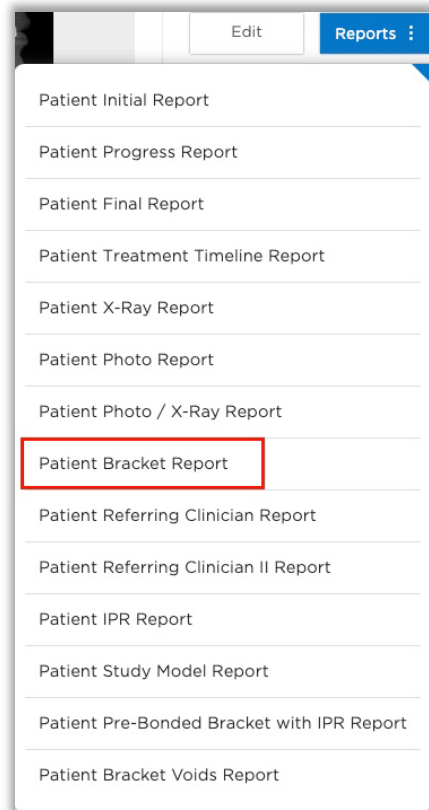 Edit
Reports
Patient Initial Report
Patient Progress Report
Patient Final Report
Patient Treatment Timeline Report
Patient X-Ray Report
Patient Photo Report
Patient Photo / X-Ray Report
Patient Bracket Report
Patient Referring Clinician Report
Patient Referring Clinician II Report
Patient IPR Report
Patient Study Model Report
Patient Pre-Bonded Bracket with IPR Report
Patient Bracket Voids Report